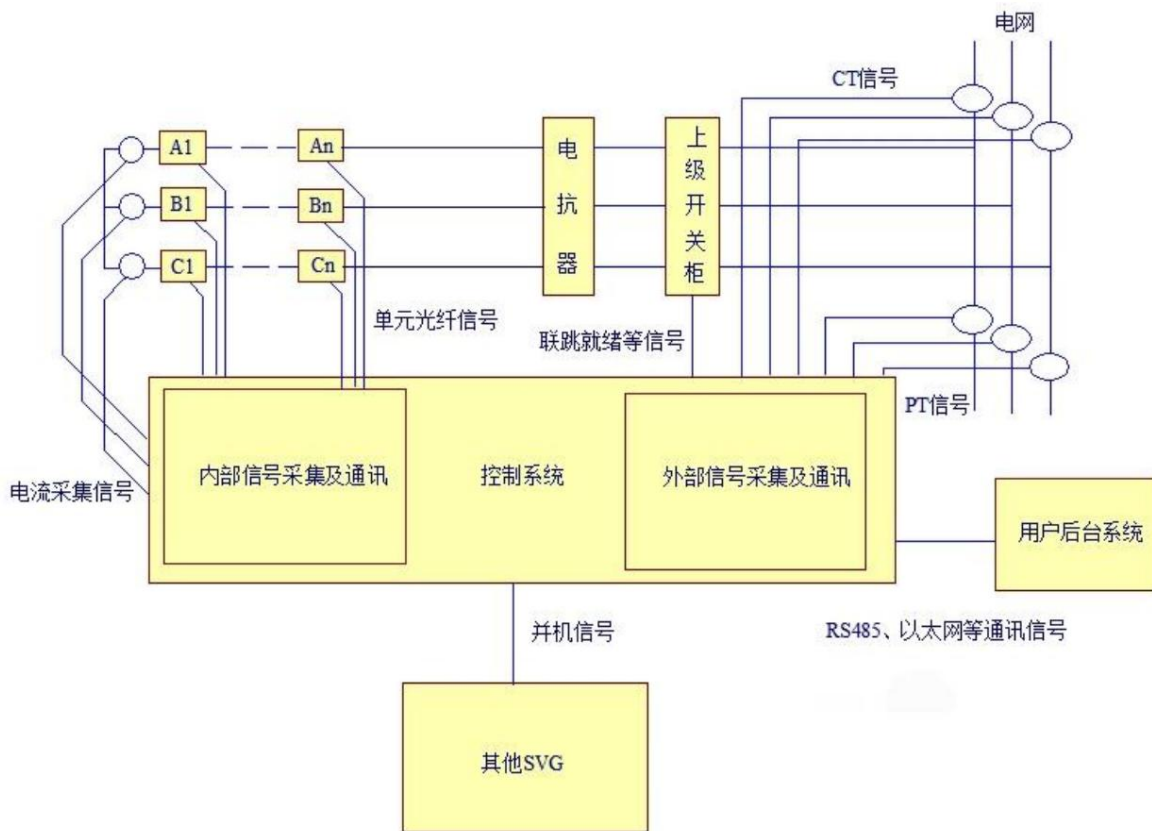 电网
CT信号
A1
An
B1
Bn
C1
Cn
电抗器
上级开关柜
单元光纤信号
联跳就绪等信号
PT信号
电流采集信号
内部信号采集及通讯
控制系统
外部信号采集及通讯
用户后台系统
并机信号
RS485、以太网等通讯信号
其他SVG